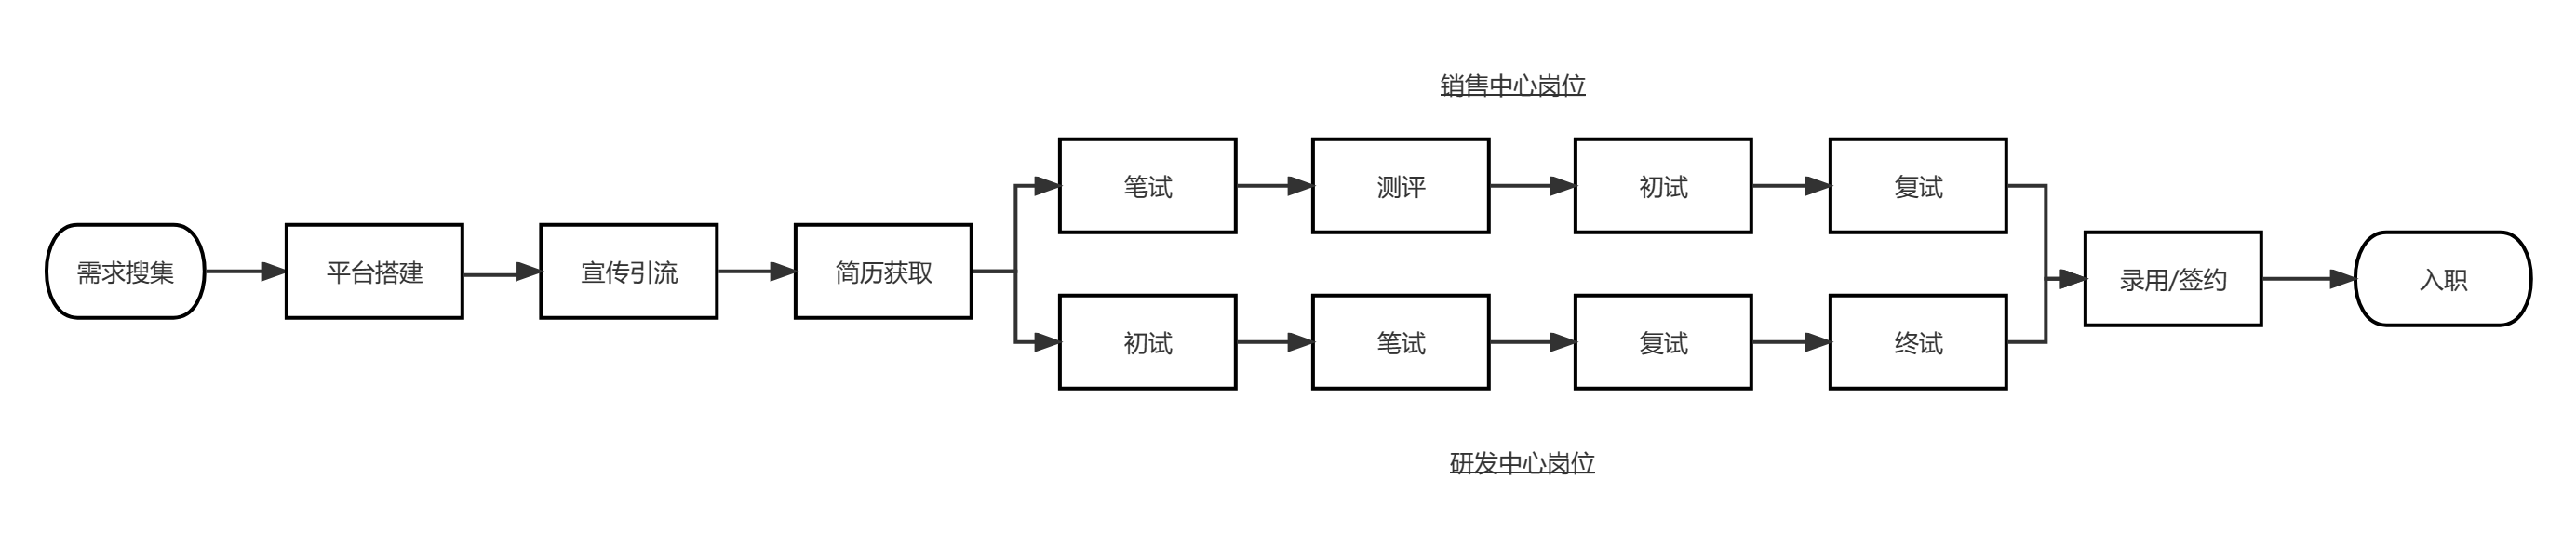 销售中心岗位
需求搜集
平台搭建
宣传引流
简历获取
笔试
测评
初试
复试
初试
笔试
复试
终试
录用/签约
入职
研发中心岗位